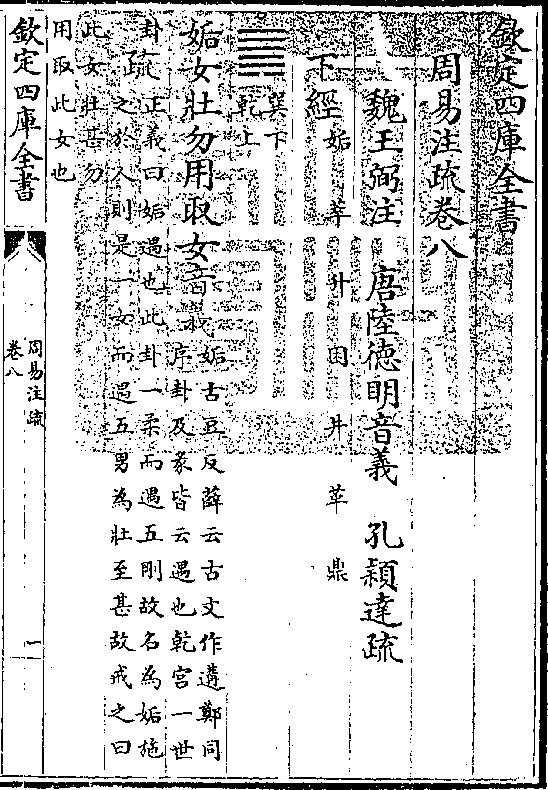 欽定四庫全書
周易注疏卷八
魏王弼注 唐陸德明音義 孔穎達疏
下經 姤 萃 升 困 井 革 鼎
巽下
乾上
姤女壯勿用取女音義 姤古豆反薛云古文作遘鄭同
序卦及彖皆云遇也乾宮一世
卦疏正義曰姤遇也此卦一柔而遇五剛故名為姤施
之於人則是一女而遇五男為壯至甚故戒之曰
此女壯甚勿
用取此女也
欽定四庫全書
周易注疏
卷八
一